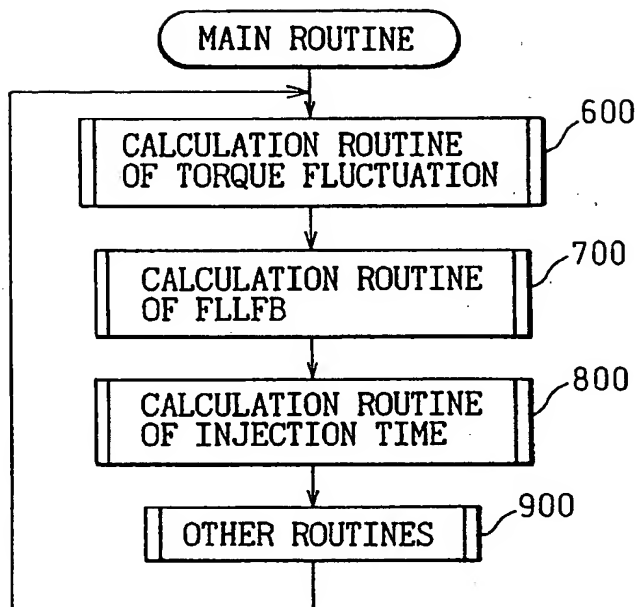 MAIN ROUTINE
600
CALCULATION ROUTINE
OF TORQUE FLUCTUATION
700
CALCULATION ROUTINE
OF FLLFB
800
CALCULATION ROUTINE
OF INJECTION TIME
900
OTHER ROUTINES